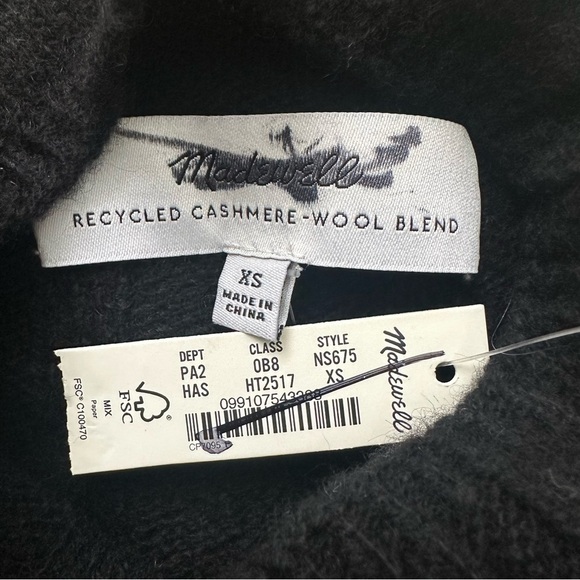 Madewell
RECYCLED CASHMERE-WOOL BLEND
XS
MADE IN
CHINA
DEPT CLASS STYLE
PA2 0B8 NS675
HAS HT2517 XS
CP7095
Madewell
FSC
MIX
Paper
FSC® C100470